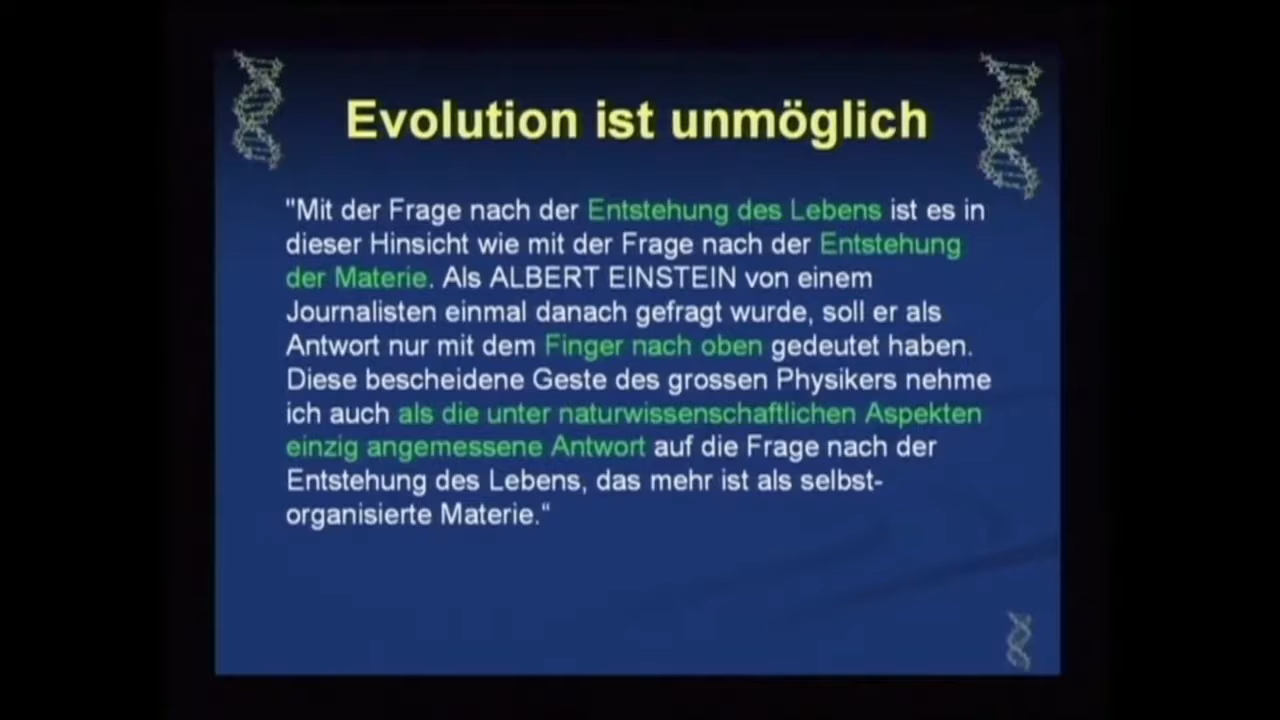 Evolution ist unmöglich
"Mit der Frage nach der Entstehung des Lebens ist es in
dieser Hinsicht wie mit der Frage nach der Entstehung
der Materie. Als ALBERT EINSTEIN von einem
Journalisten einmal danach gefragt wurde, soll er als
Antwort nur mit dem Finger nach oben gedeutet haben.
Diese bescheidene Geste des grossen Physikers nehme
ich auch als die unter naturwissenschaftlichen Aspekten
einzig angemessene Antwort auf die Frage nach der
Entstehung des Lebens, das mehr ist als selbst-
organisierte Materie.“